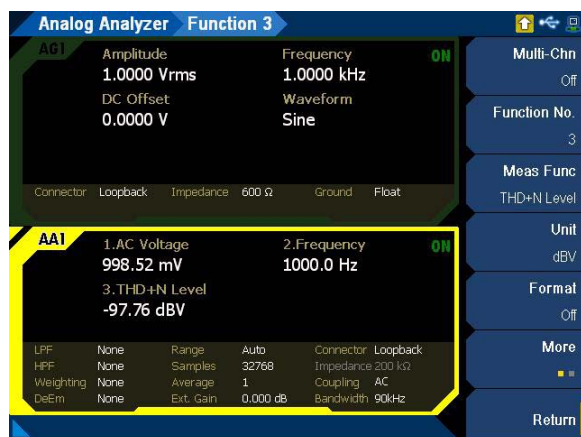 Analog Analyzer Function 3
AG1
Amplitude Frequency ON
1.0000 Vrms 1.0000 kHz
DC Offset Waveform
0.0000 V Sine
Connector Loopback Impedance 600 Ω Ground Float
AA1
1.AC Voltage 2.Frequency ON
998.52 mV 1000.0 Hz
3.THD+N Level
-97.76 dBV
LPF None Range Auto Connector Loopback
HPF None Samples 32768 Impedance 200 kΩ
Weighting None Average 1 Coupling AC
DeEm None Ext. Gain 0.000 dB Bandwidth 90kHz
Multi-Chn
Off
Function No.
3
Meas Func
THD+N Level
Unit
dBV
Format
Off
More
Return